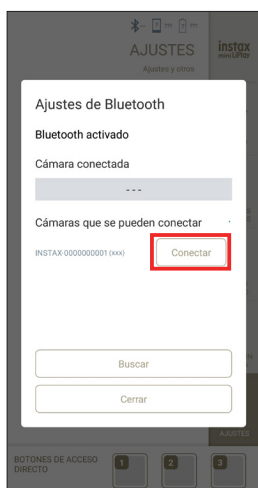 AJUSTES
Ajustes y otros
instax
mini LiPlay
Ajustes de Bluetooth
Bluetooth activado
Cámara conectada
---
Cámaras que se pueden conectar
INSTAX-0000000001 (xxx)
Conectar
Buscar
Cerrar
AJUSTES
BOTONES DE ACCESO
DIRECTO
1
2
3